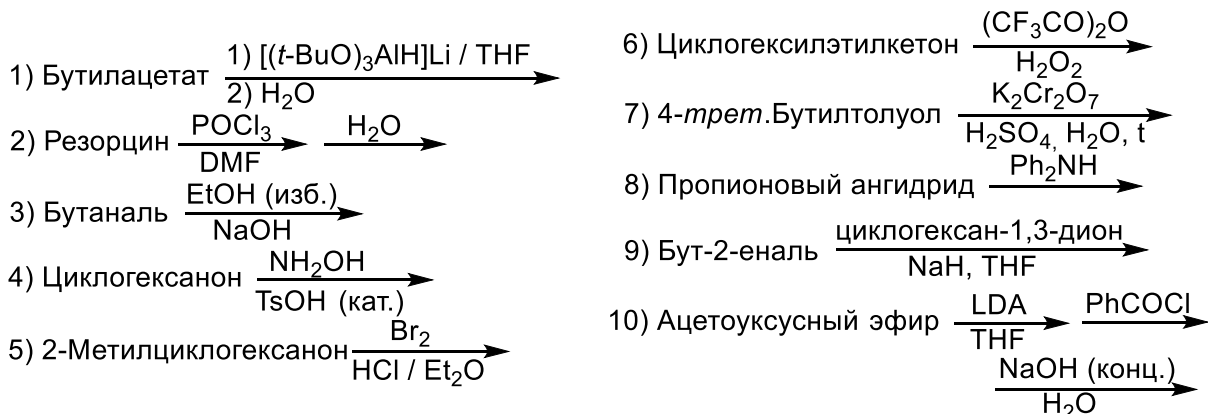 1) Бутилацетат 1) [(t-BuO)₃AlH]Li / THF 2) H₂O
2) Резорцин POCl₃ DMF H₂O
3) Бутаналь EtOH (изб.) NaOH
4) Циклогексанон NH₂OH TsOH (кат.)
5) 2-Метилциклогексанон Br₂ HCl / Et₂O
6) Циклогексилэтилкетон (CF₃CO)₂O H₂O₂
7) 4-трет.Бутилтолуол K₂Cr₂O₇ H₂SO₄, H₂O, t
8) Пропионовый ангидрид Ph₂NH
9) Бут-2-еналь циклогексан-1,3-дион NaH, THF
10) Ацетоуксусный эфир LDA THF PhCOCl
NaOH (конц.) H₂O